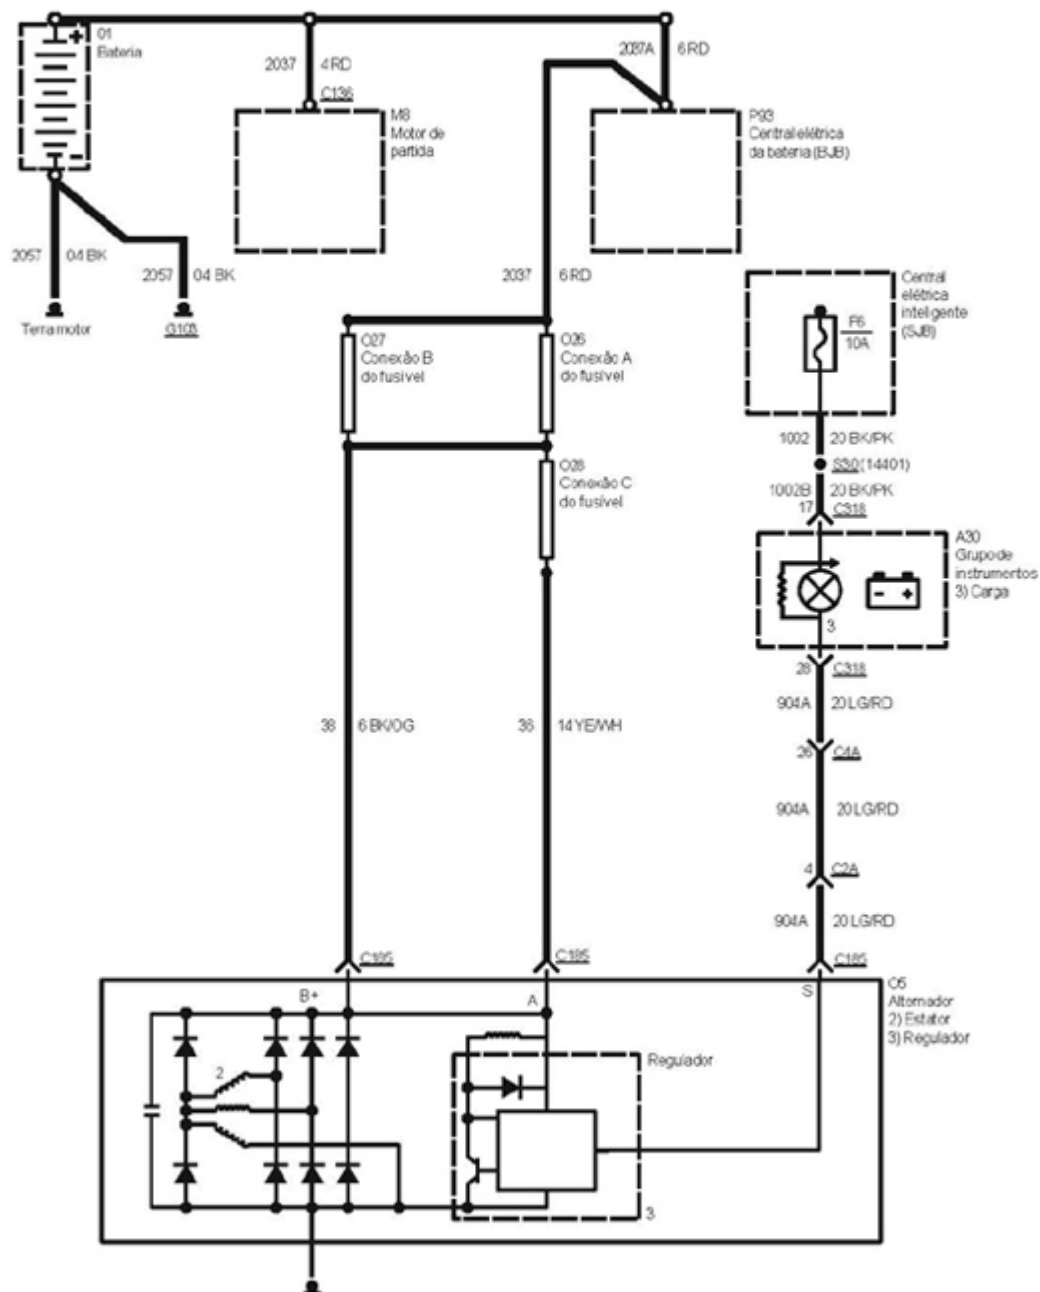 01
Bateria
2037 4 RD
C136
M8
Motor de
partida
2037A 6 RD
P93
Central elétrica
da bateria (BJB)
2057 04 BK
2057 04 BK
Terra motor
G103
2037 6 RD
O27
Conexão B
do fusível
O26
Conexão A
do fusível
O28
Conexão C
do fusível
Central
elétrica
inteligente
(SJB)
F6
10A
1002 20 BK/PK
S30 (14401)
1002B 20 BK/PK
17 C318
A30
Grupo de
instrumentos
3) Carga
3
28 C318
904A 20 LG/RD
26 C4A
904A 20 LG/RD
4 C2A
904A 20 LG/RD
38 6 BK/OG
36 14 YE/WH
C185
C185
C185
B+
A
S
O5
Alternador
2) Estator
3) Regulador
2
Regulador
3